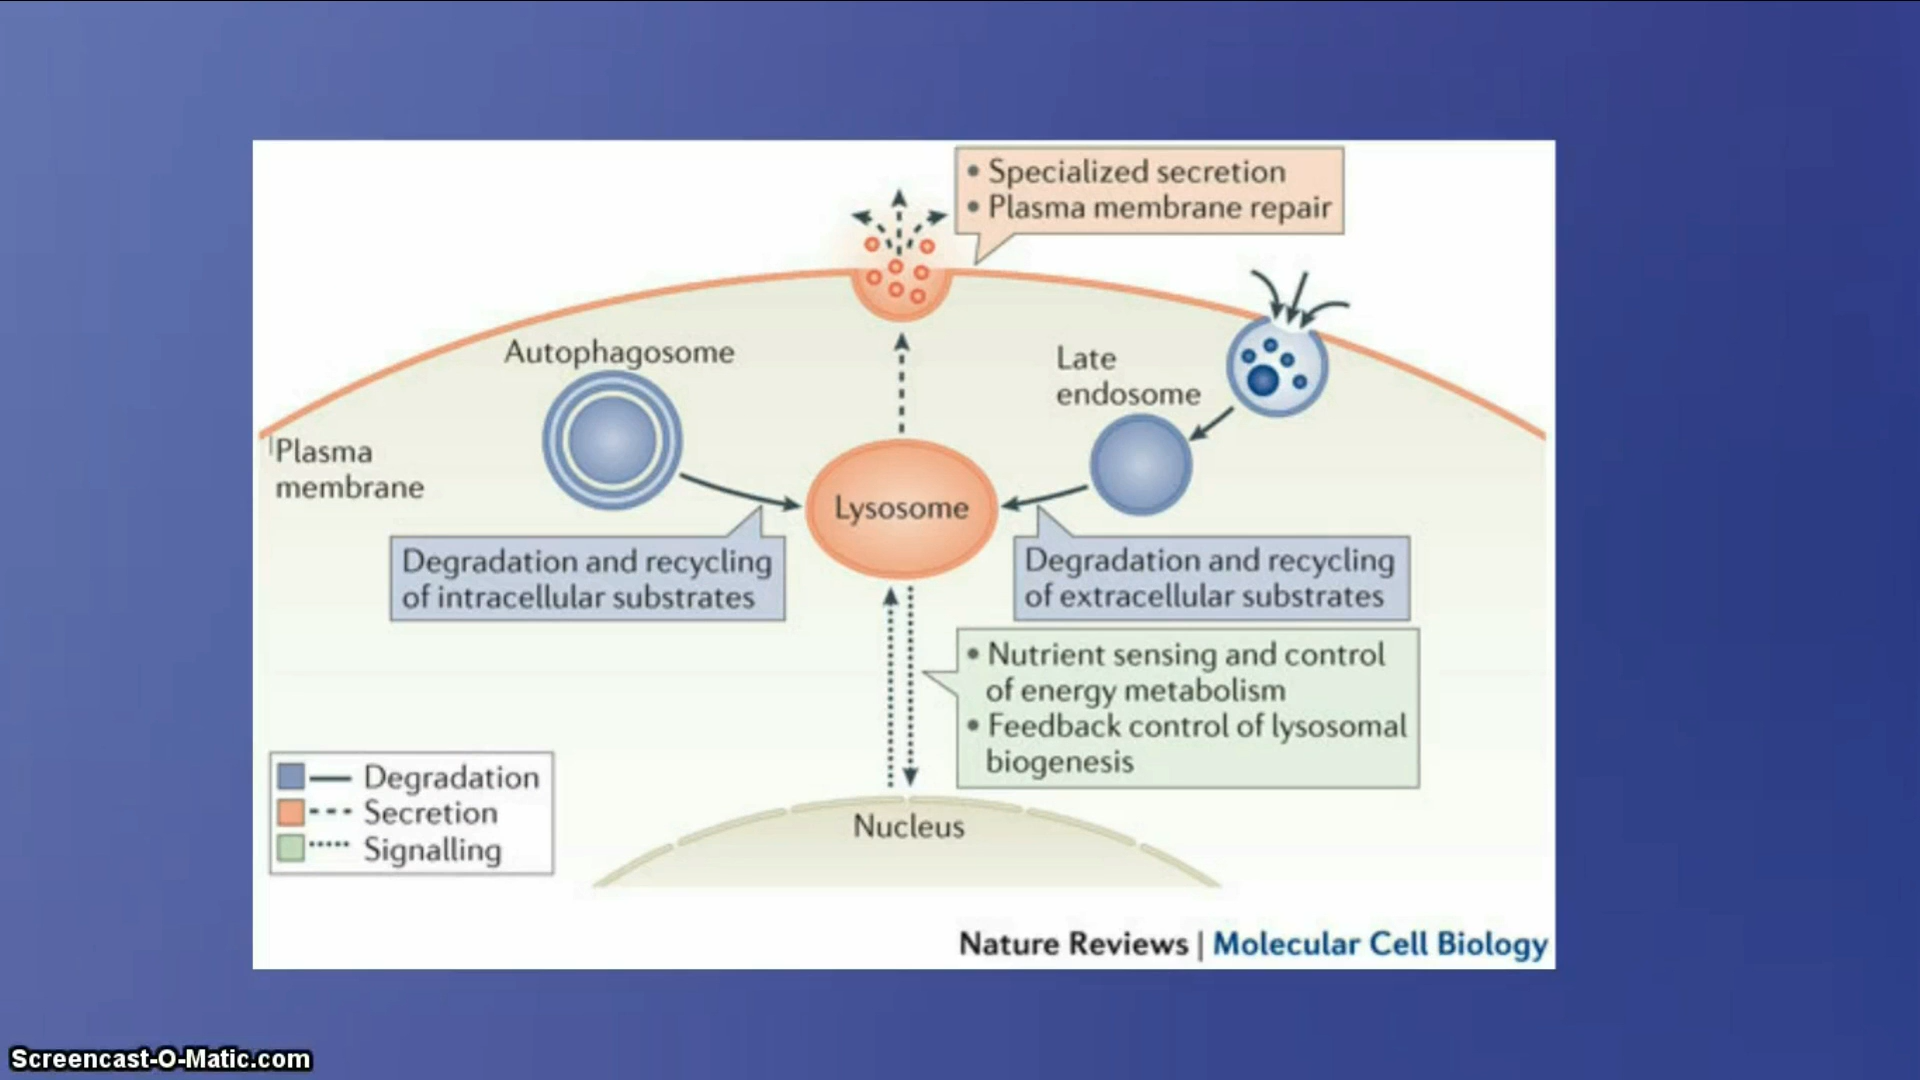 • Specialized secretion
• Plasma membrane repair
Autophagosome
Late
endosome
Plasma
membrane
Lysosome
Degradation and recycling
of intracellular substrates
Degradation and recycling
of extracellular substrates
• Nutrient sensing and control
of energy metabolism
• Feedback control of lysosomal
biogenesis
Degradation
Secretion
Signalling
Nucleus
Nature Reviews | Molecular Cell Biology
Screencast-O-Matic.com